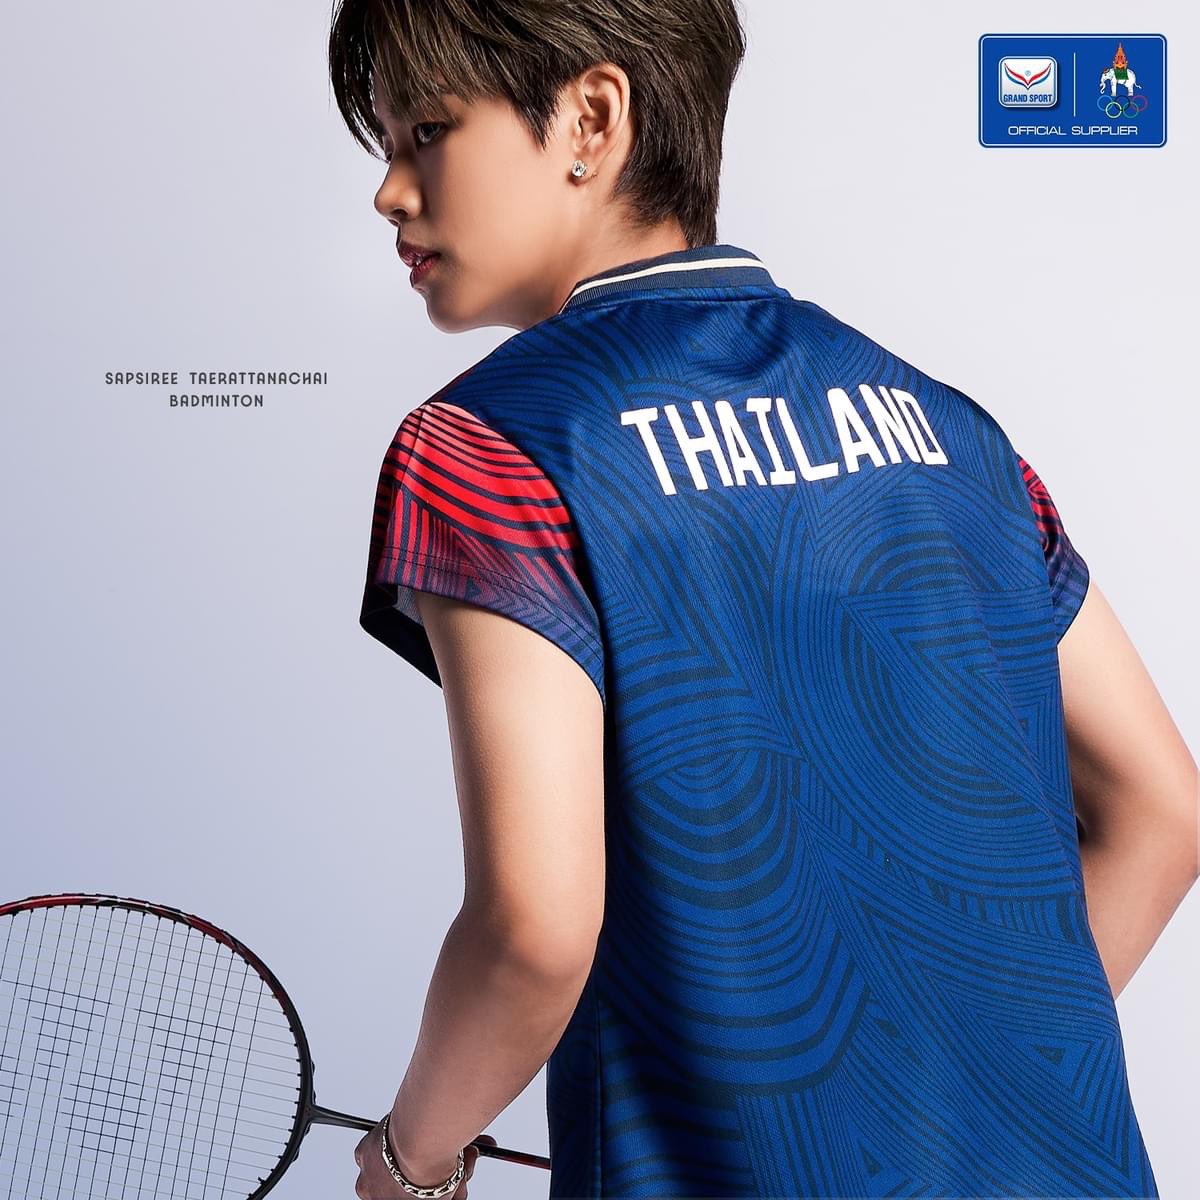 GRAND SPORT
OFFICIAL SUPPLIER
SAPSIREE TAERATTANACHAI
BADMINTON
THAILAND